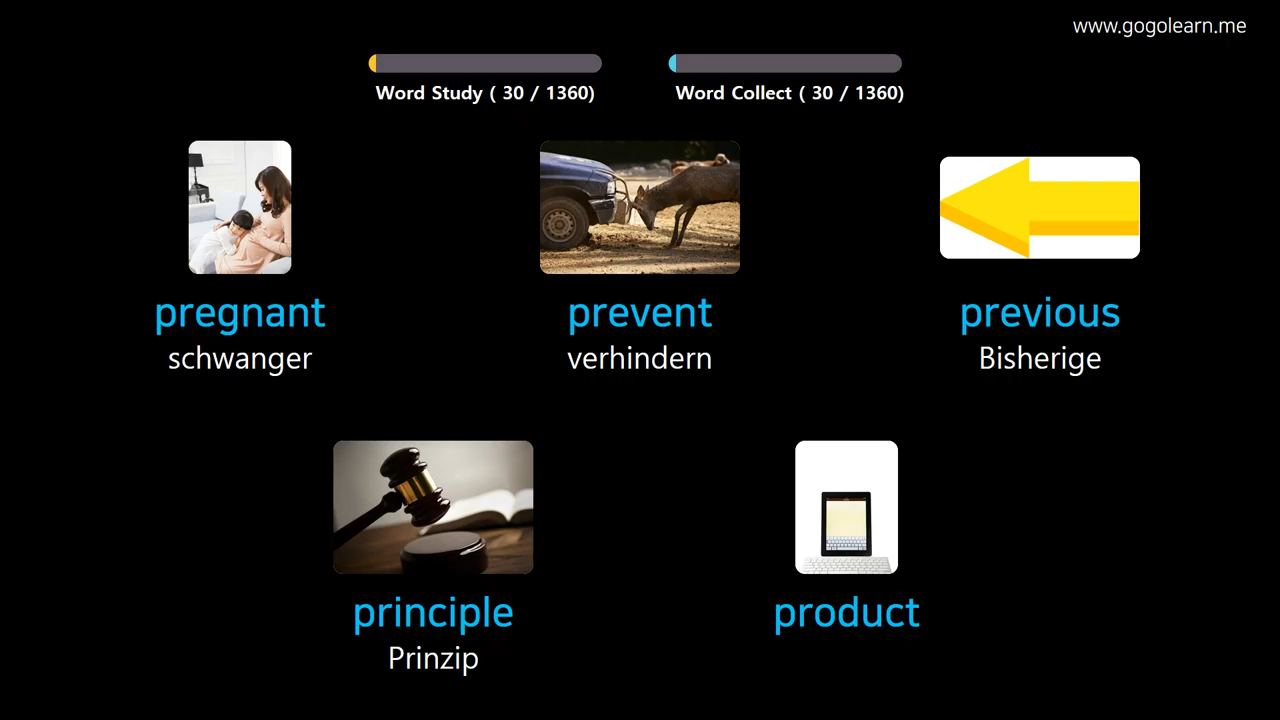 www.gogolearn.me
Word Study ( 30 / 1360)
Word Collect ( 30 / 1360)
pregnant
schwanger
prevent
verhindern
previous
Bisherige
principle
Prinzip
product